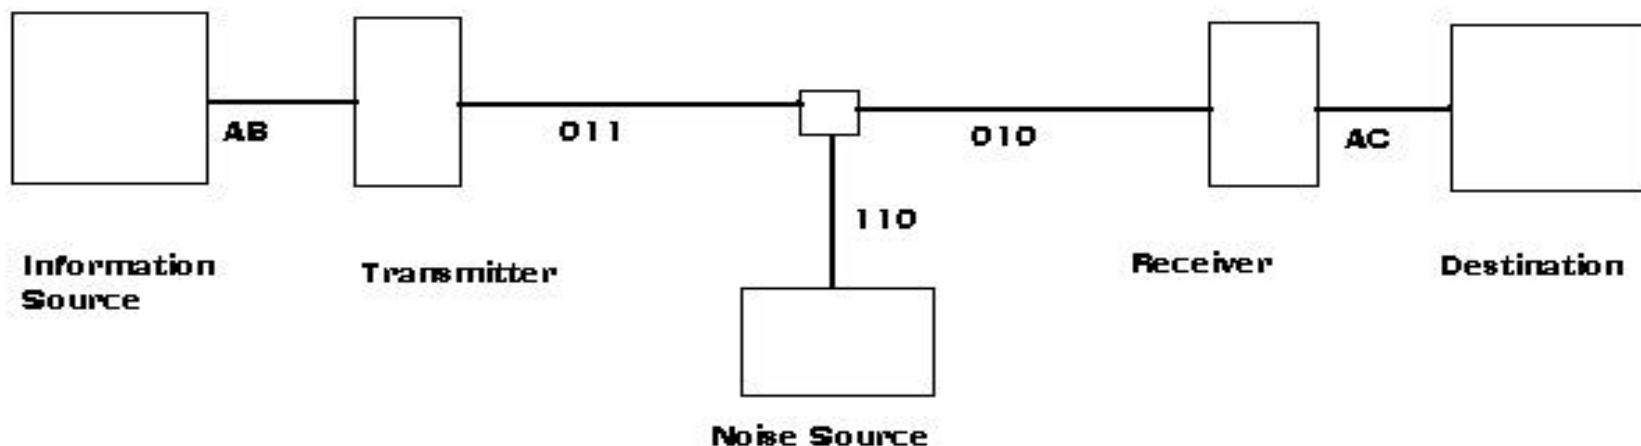 AB
011
010
AC
110
Information
Source
Transmitter
Receiver
Destination
Noise Source